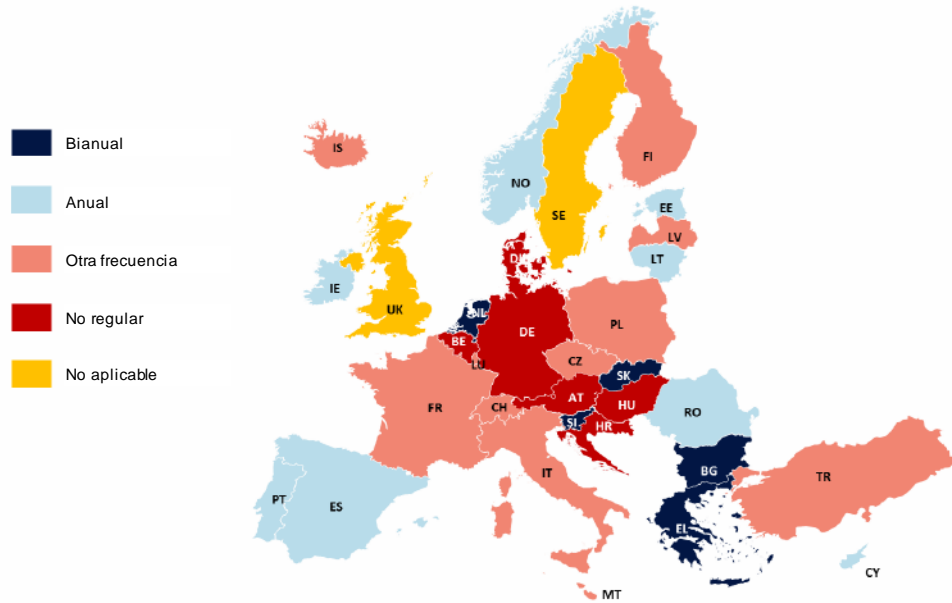 Bianual
Anual
Otra frecuencia
No regular
No aplicable
IS
NO
SE
FI
EE
LV
LT
DK
IE
UK
NL
BE
LU
DE
PL
CZ
SK
AT
HU
FR
CH
SI
HR
RO
IT
BG
TR
PT
ES
EL
CY
MT